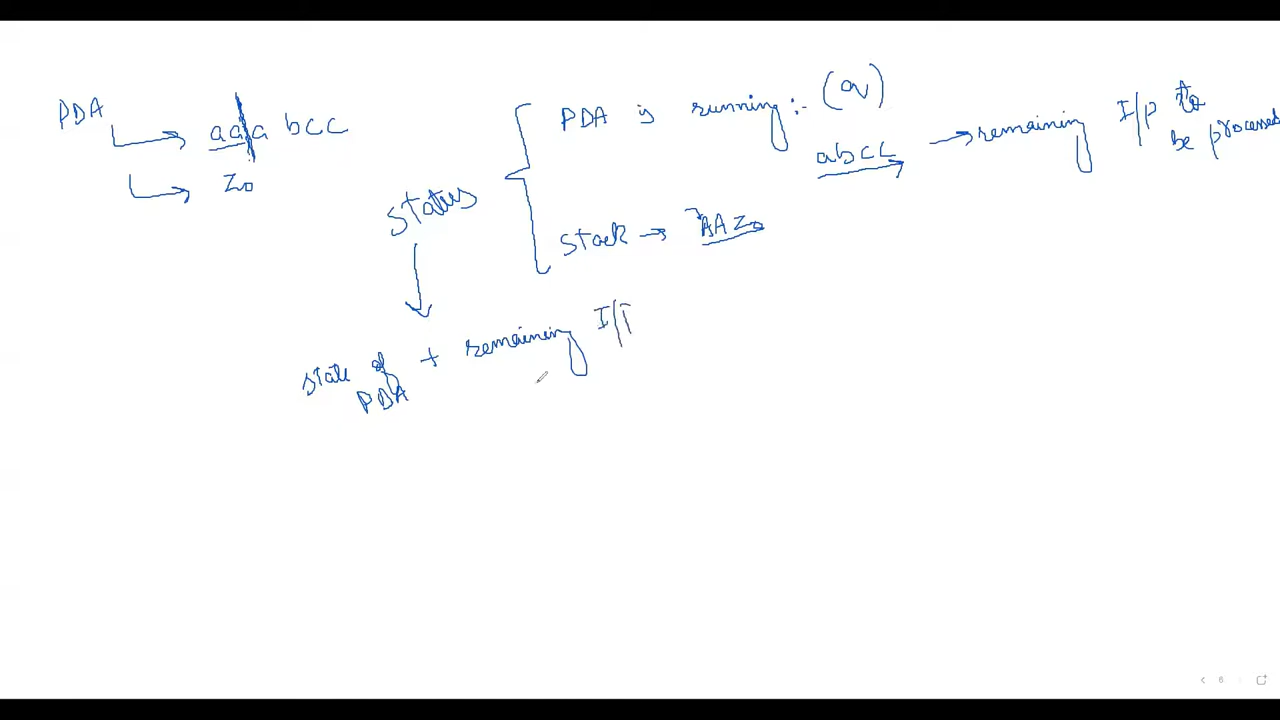 PDA
aaa bcc
Z₀
status
PDA is running :- (q)
abcc → remaining I/p to be processed
stack → AAZ₀
state of PDA + remaining I/
6